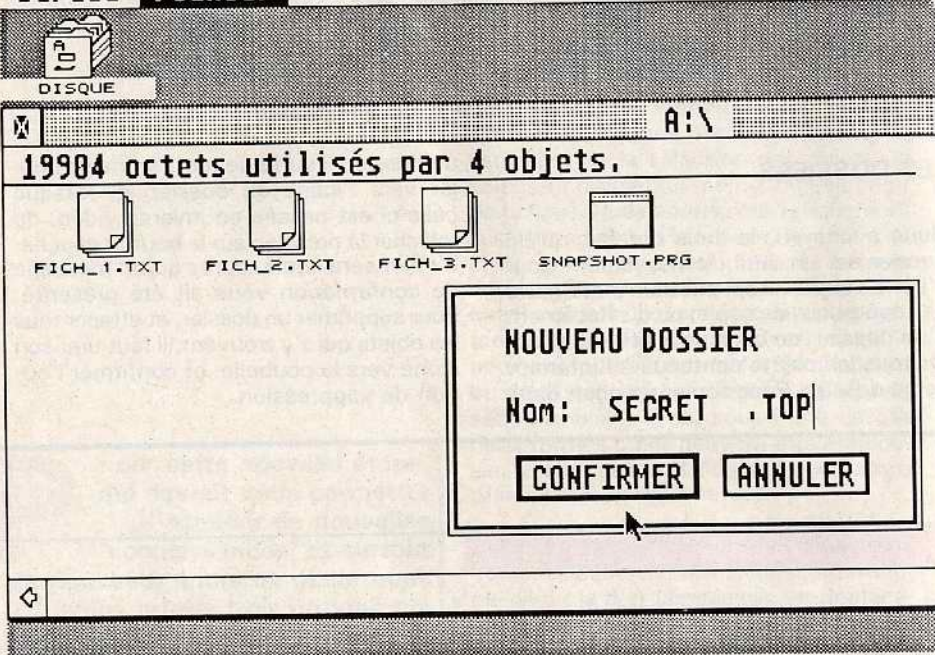 DISQUE
A:\
19984 octets utilisés par 4 objets.
FICH_1.TXT FICH_2.TXT FICH_3.TXT SNAPSHOT.PRG
NOUVEAU DOSSIER
Nom: SECRET .TOP
CONFIRMER ANNULER